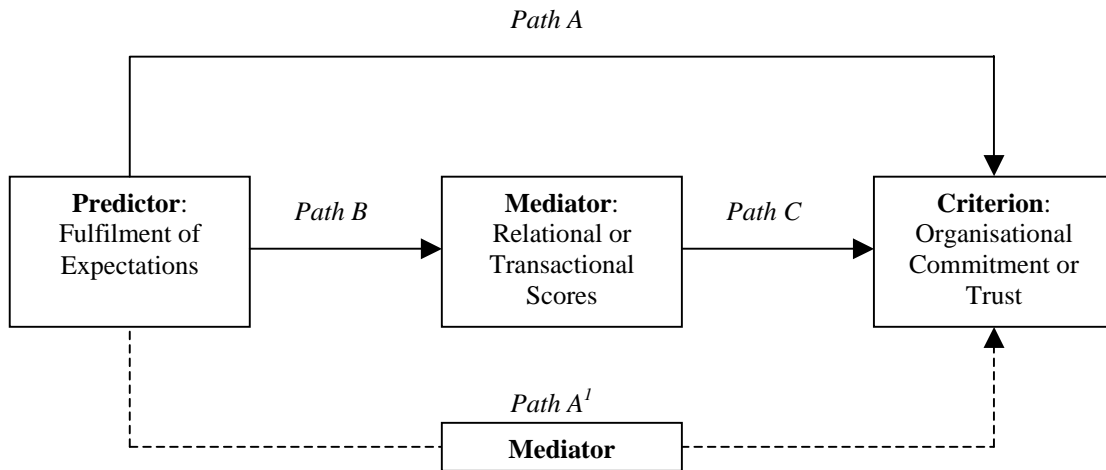 Path A
Predictor:
Fulfilment of
Expectations
Path B
Mediator:
Relational or
Transactional
Scores
Path C
Criterion:
Organisational
Commitment or
Trust
Path A¹
Mediator